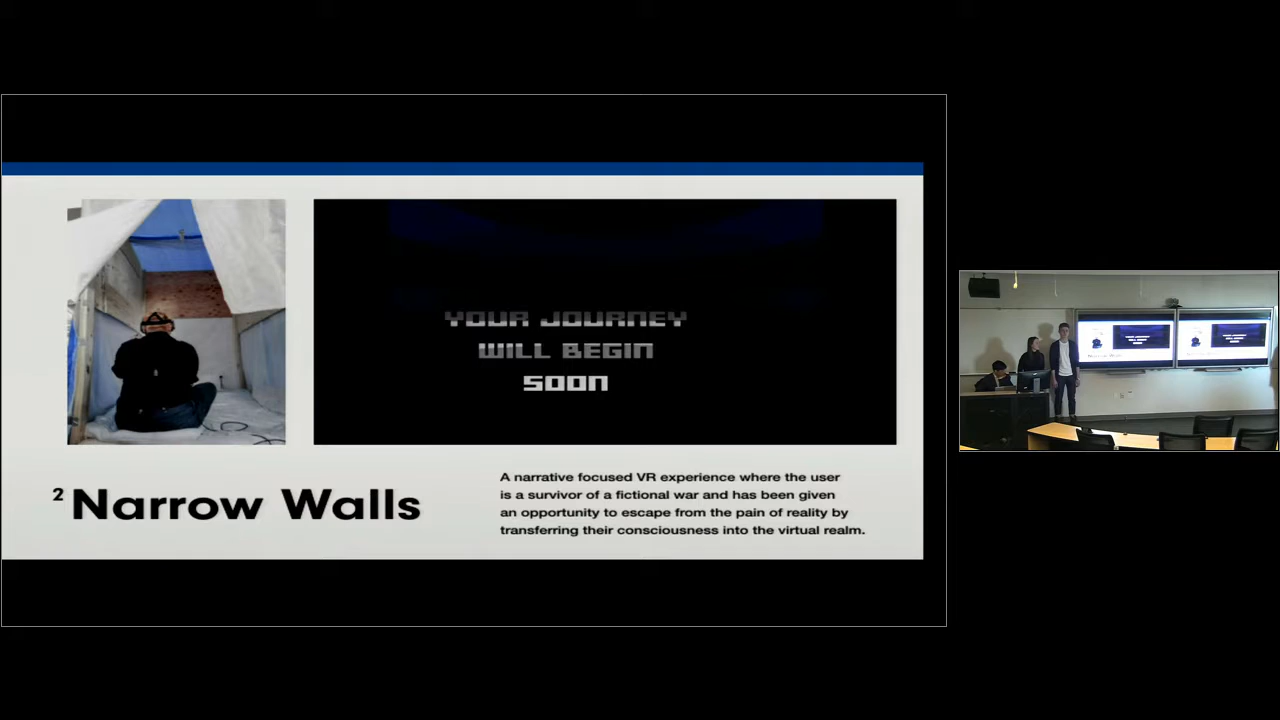 YOUR JOURNEY
WILL BEGIN
SOON
2 Narrow Walls
A narrative focused VR experience where the user
is a survivor of a fictional war and has been given
an opportunity to escape from the pain of reality by
transferring their consciousness into the virtual realm.